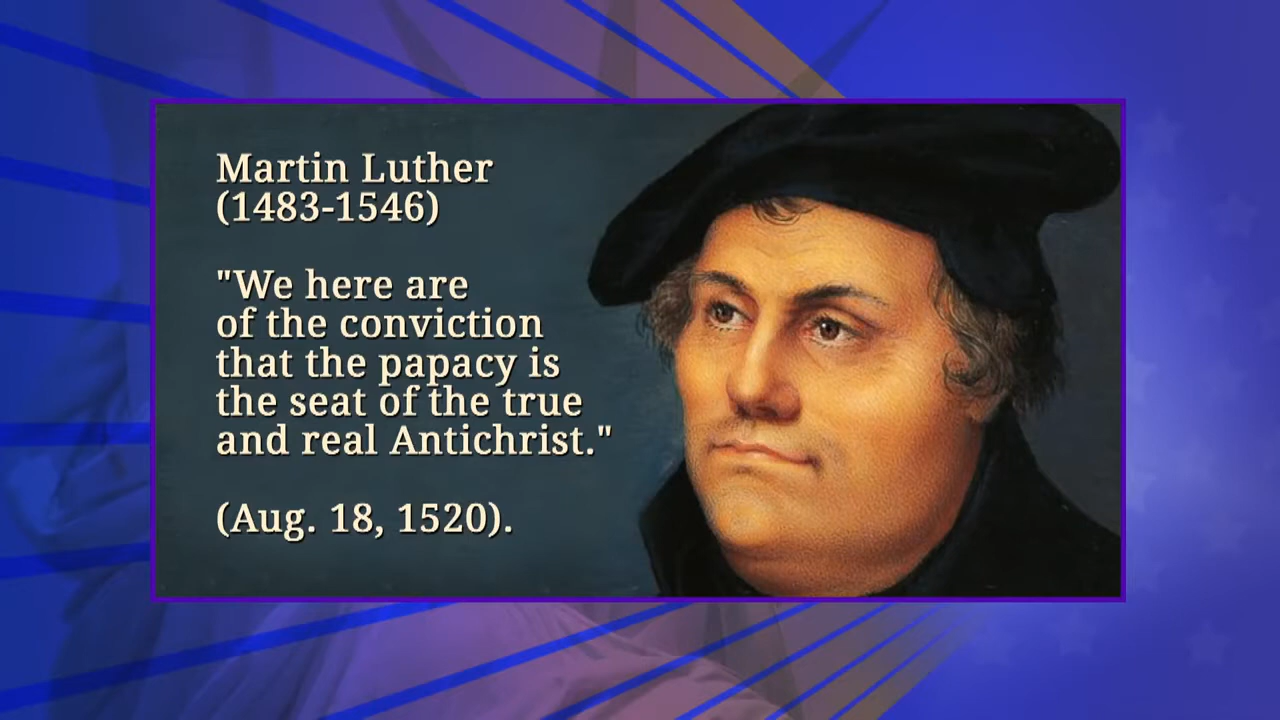 Martin Luther
(1483-1546)
"We here are
of the conviction
that the papacy is
the seat of the true
and real Antichrist."
(Aug. 18, 1520).